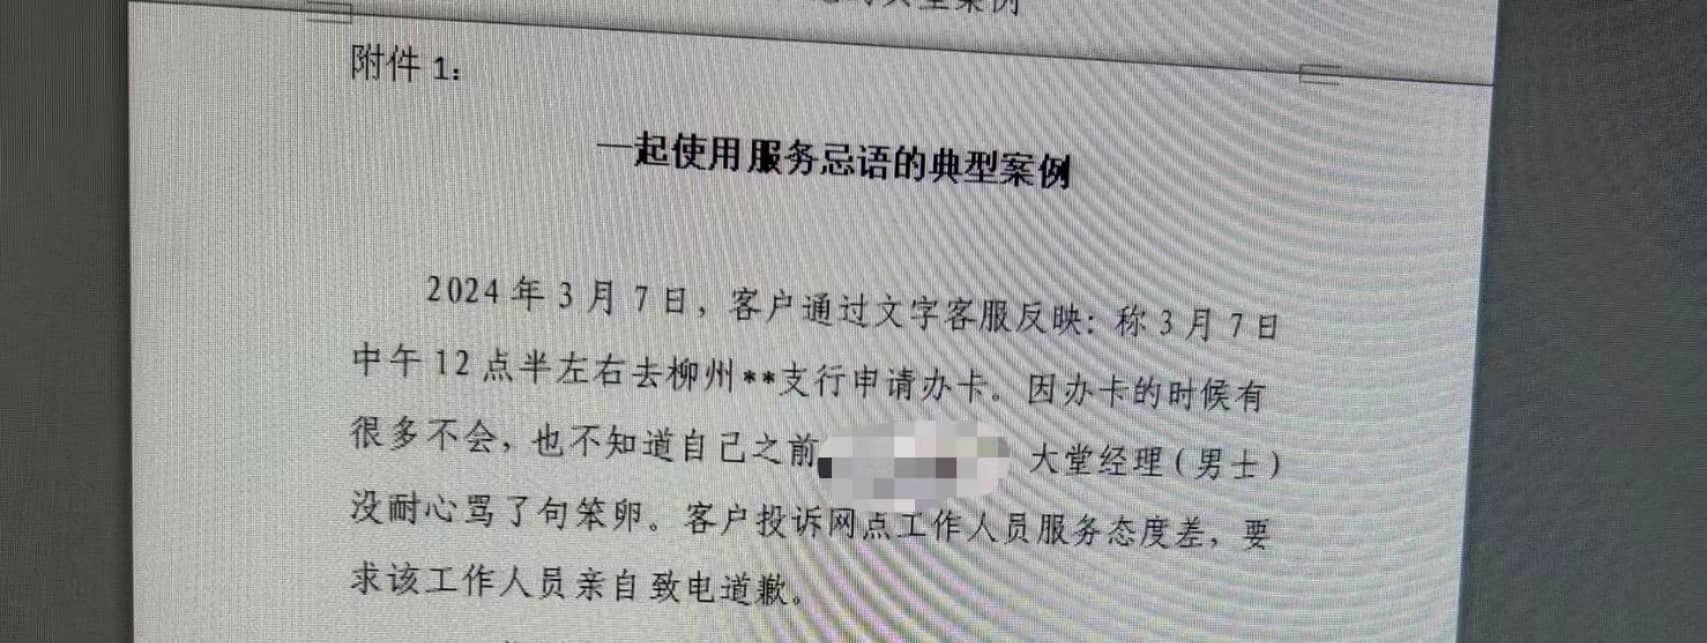 典型案例
附件 1：
一起使用服务忌语的典型案例
2024 年 3 月 7 日，客户通过文字客服反映：称 3 月 7 日
中午 12 点半左右去柳州**支行申请办卡。因办卡的时候有
很多不会，也不知道自己之前 大堂经理（男士）
没耐心骂了句笨卵。客户投诉网点工作人员服务态度差，要
求该工作人员亲自致电道歉。